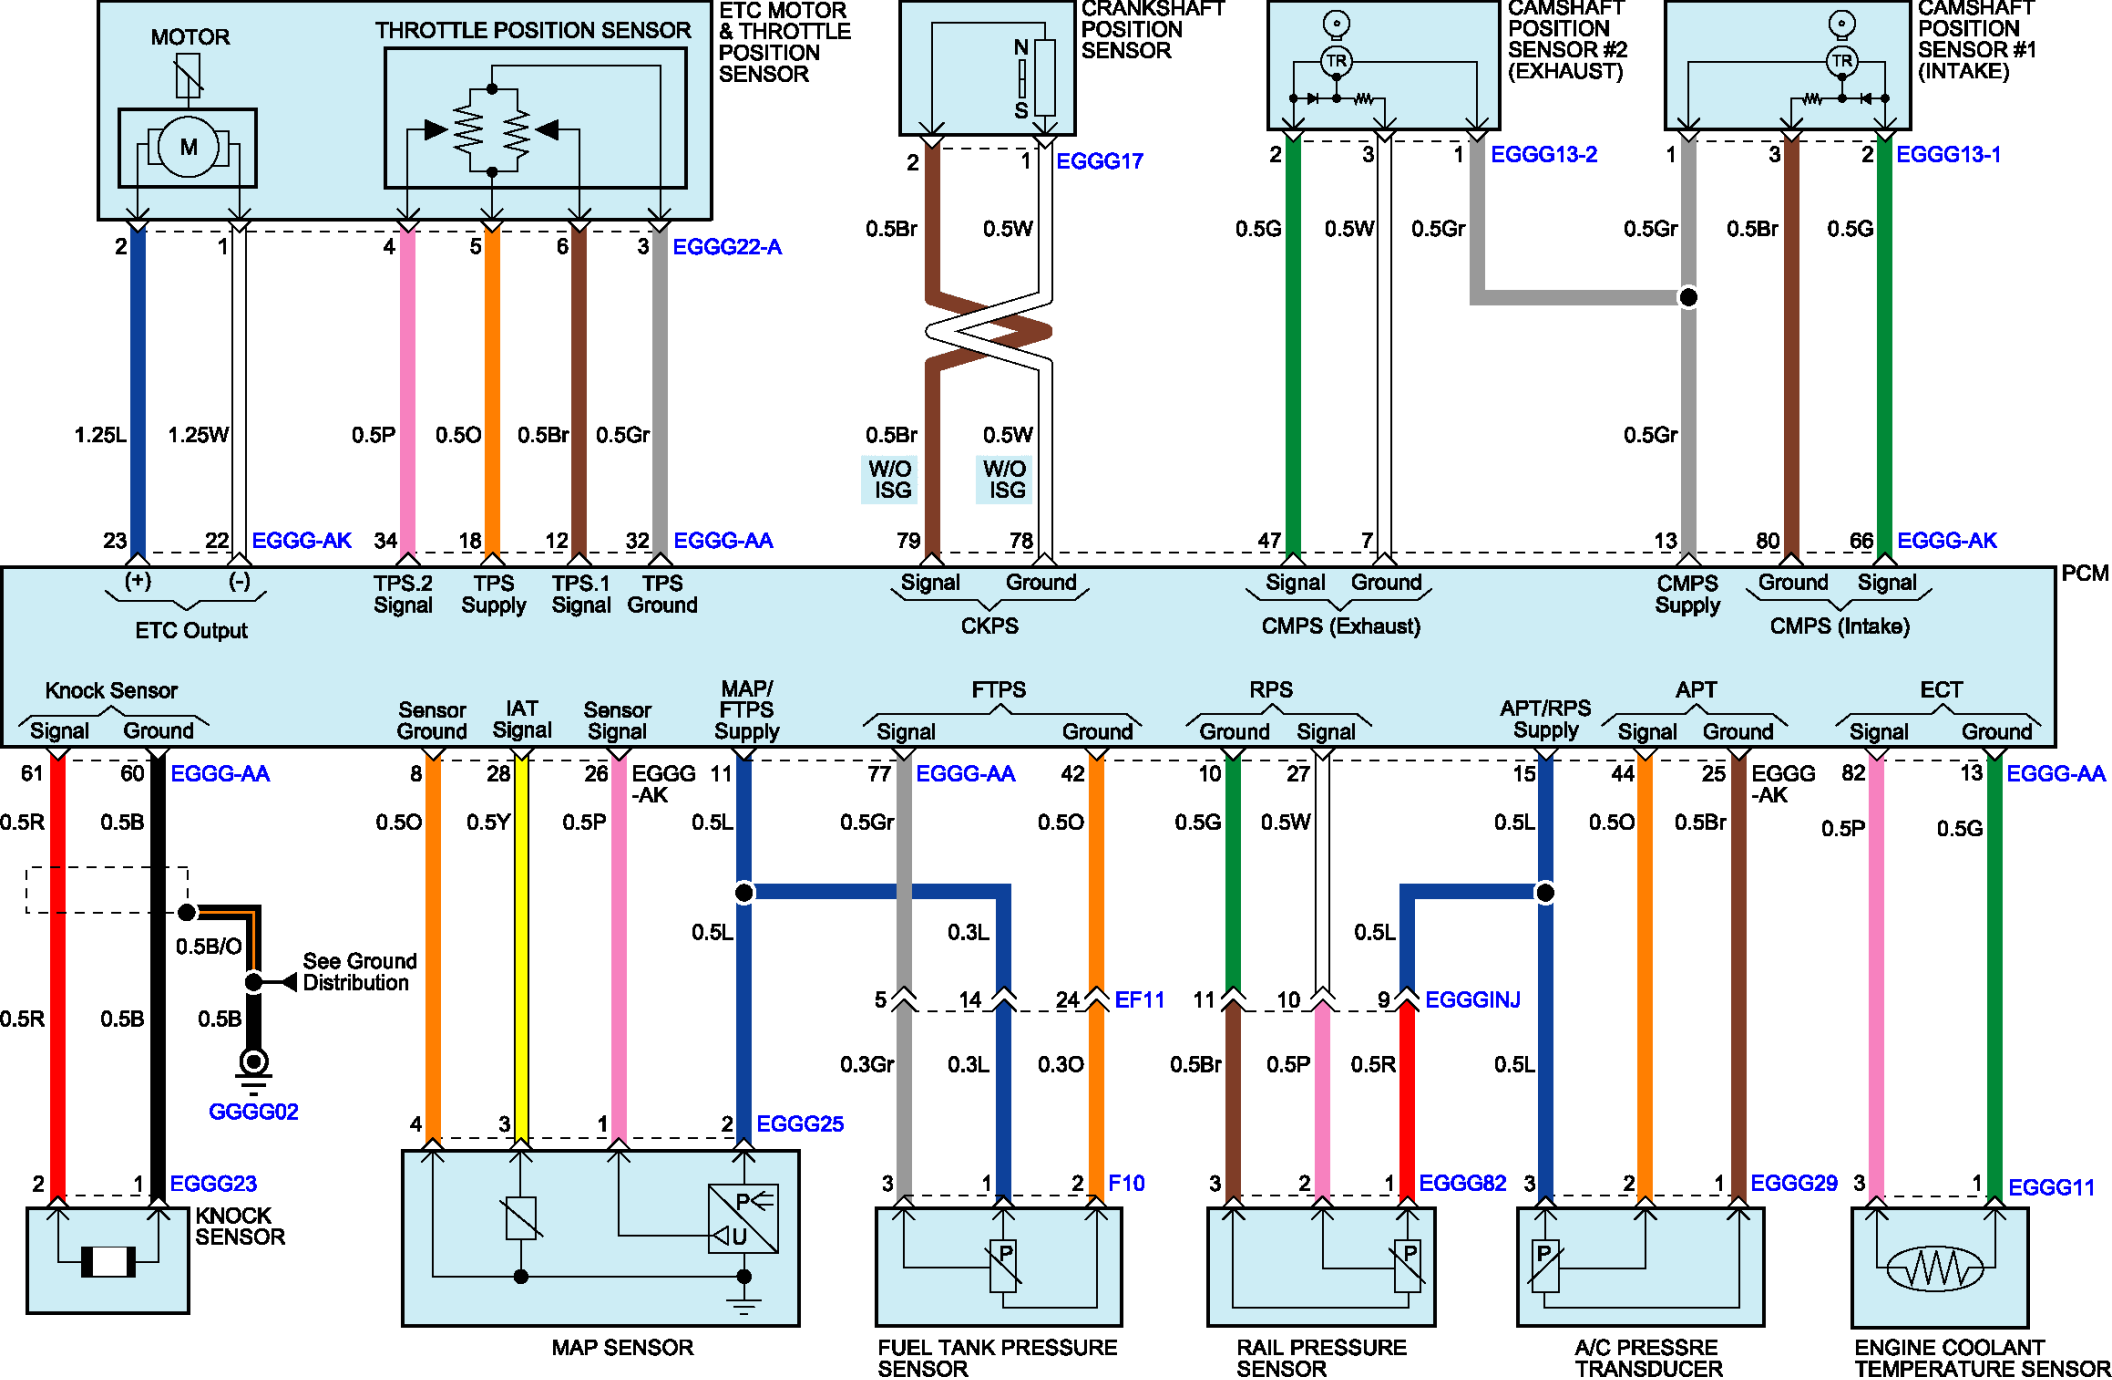 ETC MOTOR
& THROTTLE
POSITION
SENSOR
MOTOR
THROTTLE POSITION SENSOR
M
CRANKSHAFT
POSITION
SENSOR
N
S
CAMSHAFT
POSITION
SENSOR #2
(EXHAUST)
TR
CAMSHAFT
POSITION
SENSOR #1
(INTAKE)
TR
2 1 4 5 6 3 EGGG22-A
2 1 EGGG17
2 3 1 EGGG13-2
1 3 2 EGGG13-1
0.5Br 0.5W 0.5G 0.5W 0.5Gr 0.5Gr 0.5Br 0.5G
1.25L 1.25W 0.5P 0.5O 0.5Br 0.5Gr 0.5Br 0.5W 0.5Gr
W/O
ISG
W/O
ISG
23 22 EGGG-AK 34 18 12 32 EGGG-AA 79 78 47 7 13 80 66 EGGG-AK
PCM
(+) (-)
ETC Output
TPS.2
Signal
TPS
Supply
TPS.1
Signal
TPS
Ground
Signal Ground
CKPS
Signal Ground
CMPS (Exhaust)
CMPS
Supply
Ground Signal
CMPS (Intake)
Knock Sensor
Signal Ground
Sensor
Ground
IAT
Signal
Sensor
Signal
MAP/
FTPS
Supply
FTPS
Signal Ground
RPS
Ground Signal
APT/RPS
Supply
APT
Signal Ground
ECT
Signal Ground
61 60 EGGG-AA 8 28 26 EGGG
-AK
11 77 EGGG-AA 42 10 27 15 44 25 EGGG
-AK
82 13 EGGG-AA
0.5R 0.5B 0.5O 0.5Y 0.5P 0.5L 0.5Gr 0.5O 0.5G 0.5W 0.5L 0.5O 0.5Br 0.5P 0.5G
0.5B/O
0.5L 0.3L 0.5L
See Ground
Distribution
5 14 24 EF11
11 10 9 EGGGINJ
0.5R 0.5B 0.5B
0.3Gr 0.3L 0.3O 0.5Br 0.5P 0.5R 0.5L
GGGG02
4 3 1 2 EGGG25
2 1 EGGG23
3 1 2 F10
3 2 1 EGGG82
3 2 1 EGGG29
3 1 EGGG11
KNOCK
SENSOR
P
U
MAP SENSOR
P
FUEL TANK PRESSURE
SENSOR
P
RAIL PRESSURE
SENSOR
P
A/C PRESSRE
TRANSDUCER
ENGINE COOLANT
TEMPERATURE SENSOR